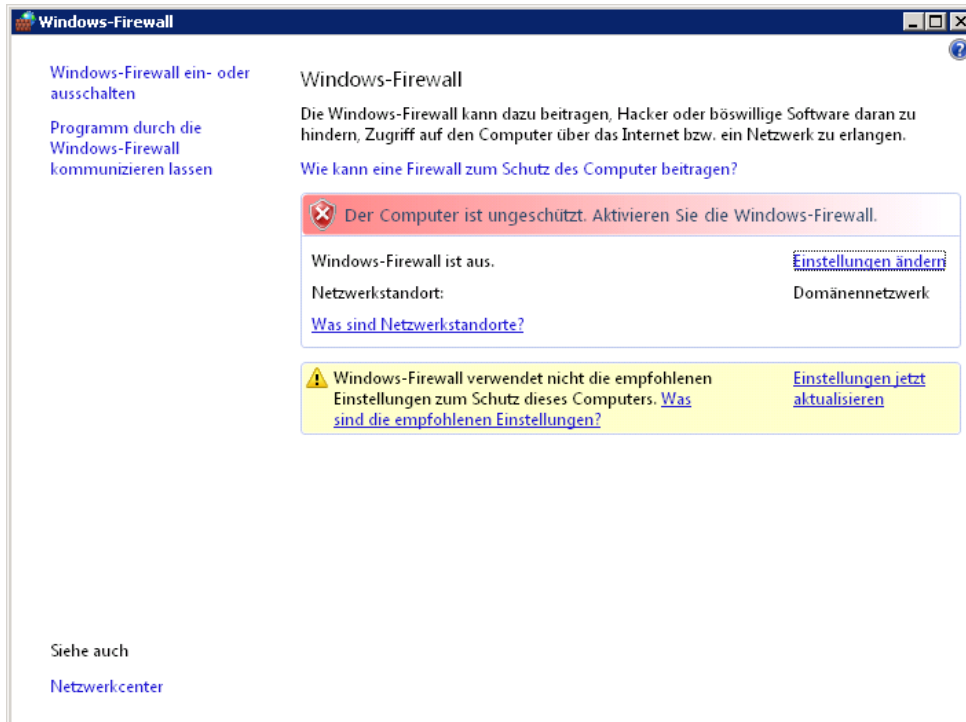 Windows-Firewall
Windows-Firewall ein- oder
ausschalten
Programm durch die
Windows-Firewall
kommunizieren lassen
Windows-Firewall
Die Windows-Firewall kann dazu beitragen, Hacker oder böswillige Software daran zu
hindern, Zugriff auf den Computer über das Internet bzw. ein Netzwerk zu erlangen.
Wie kann eine Firewall zum Schutz des Computer beitragen?
Der Computer ist ungeschützt. Aktivieren Sie die Windows-Firewall.
Windows-Firewall ist aus.
Einstellungen ändern
Netzwerkstandort:
Domänennetzwerk
Was sind Netzwerkstandorte?
Windows-Firewall verwendet nicht die empfohlenen
Einstellungen zum Schutz dieses Computers. Was
sind die empfohlenen Einstellungen?
Einstellungen jetzt
aktualisieren
Siehe auch
Netzwerkcenter